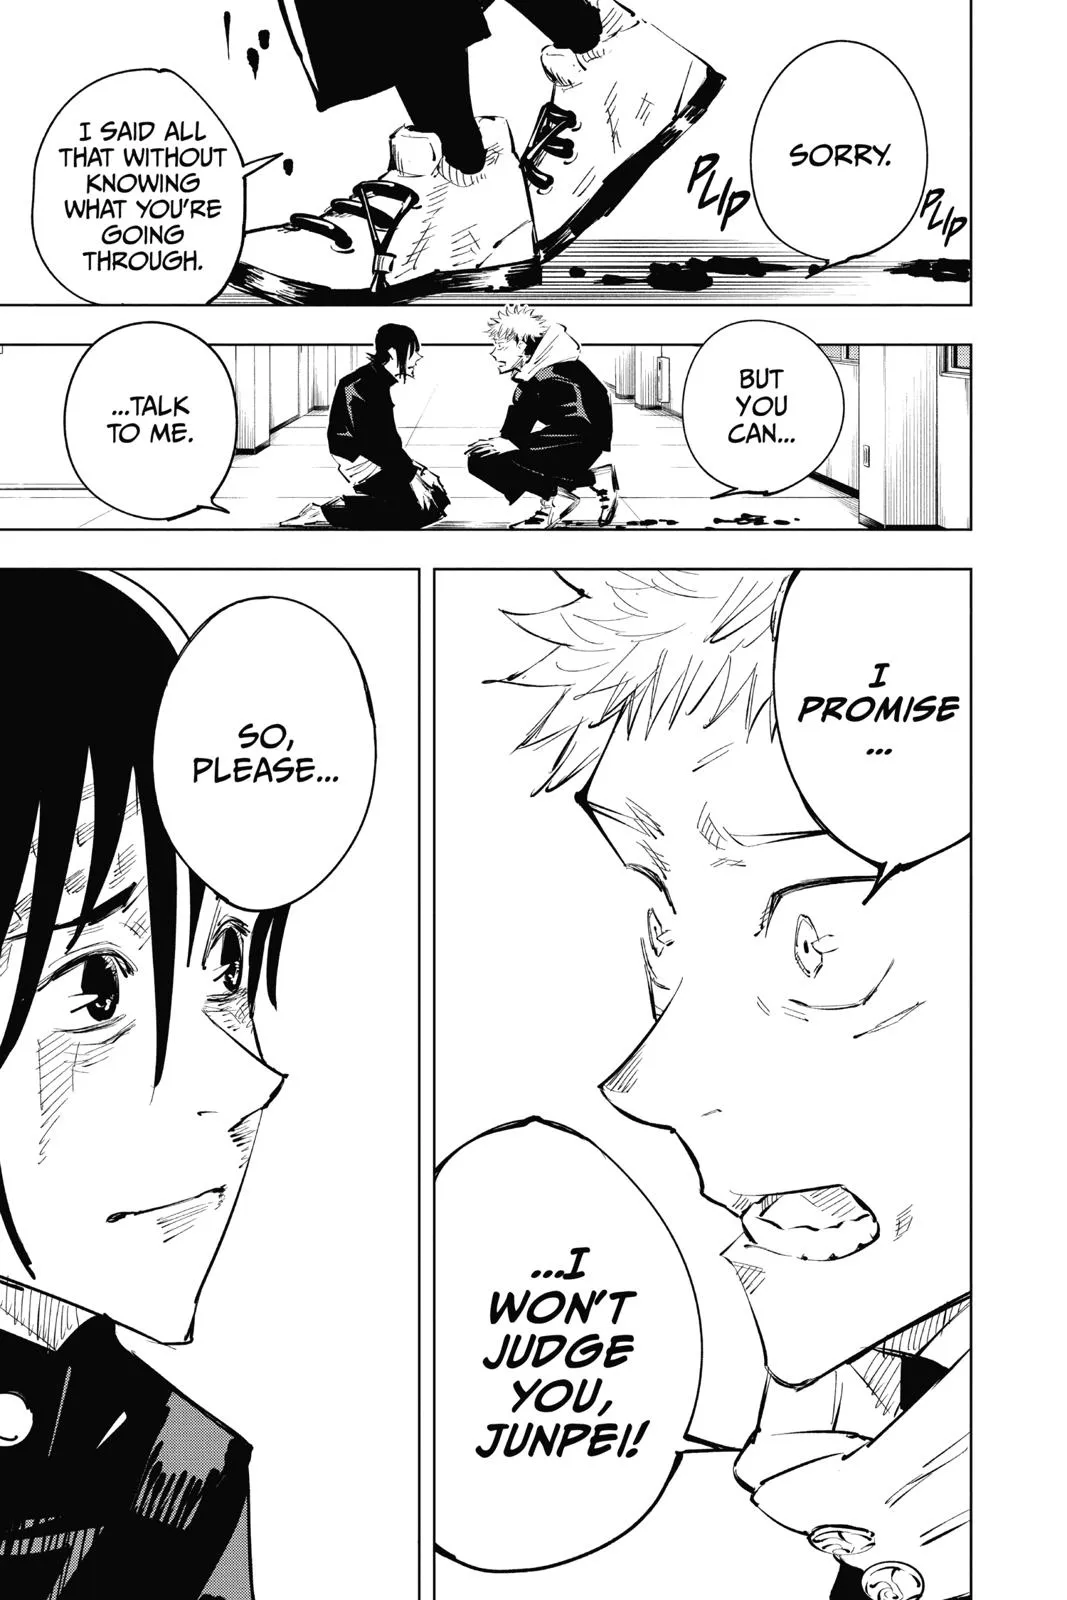 SORRY.
PLIP
PLIP
I SAID ALL
THAT WITHOUT
KNOWING
WHAT YOU'RE
GOING
THROUGH.
BUT
YOU
CAN...
...TALK
TO ME.
I
PROMISE
...
...I
WON'T
JUDGE
YOU,
JUNPEI!
SO,
PLEASE...